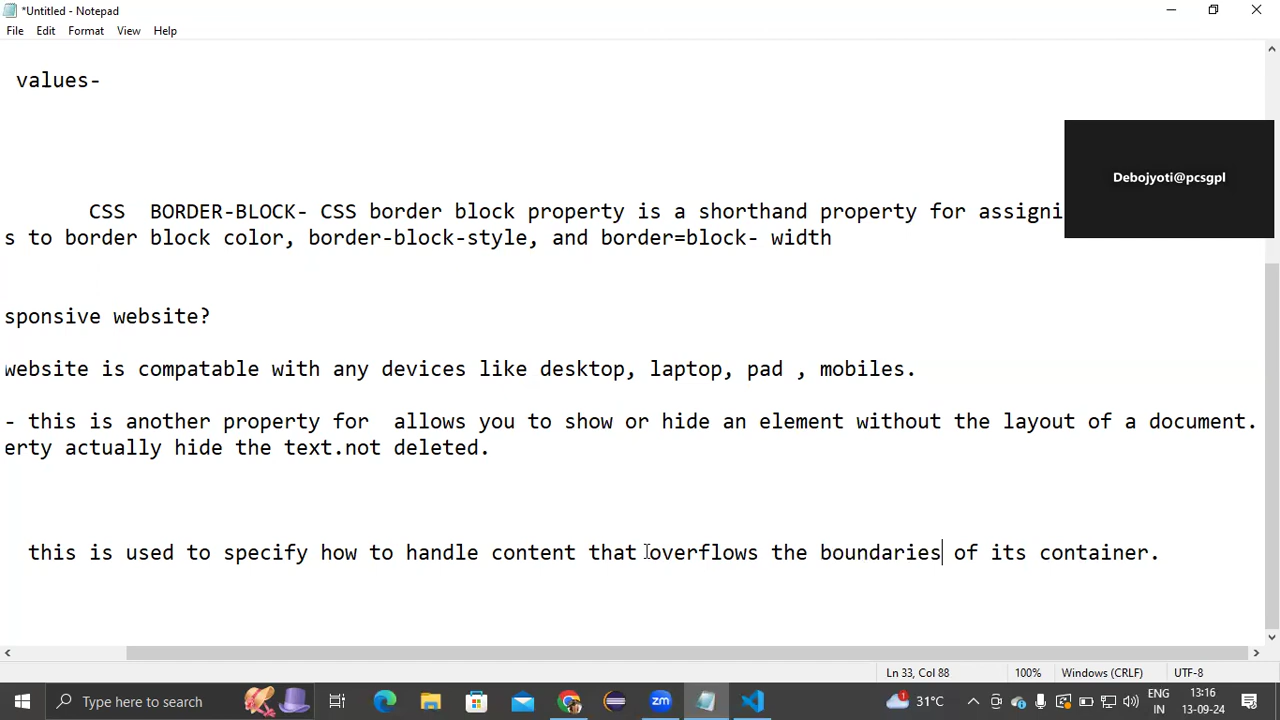 *Untitled - Notepad
File Edit Format View Help
values-
Debojyoti@pcsgpl
CSS BORDER-BLOCK- CSS border block property is a shorthand property for assigni
s to border block color, border-block-style, and border=block- width
sponsive website?
website is compatable with any devices like desktop, laptop, pad , mobiles.
- this is another property for allows you to show or hide an element without the layout of a document.
erty actually hide the text.not deleted.
this is used to specify how to handle content that overflows the boundaries of its container.
Ln 33, Col 88 100% Windows (CRLF) UTF-8
Type here to search
zm
1
31°C
ENG
IN
13:16
13-09-24